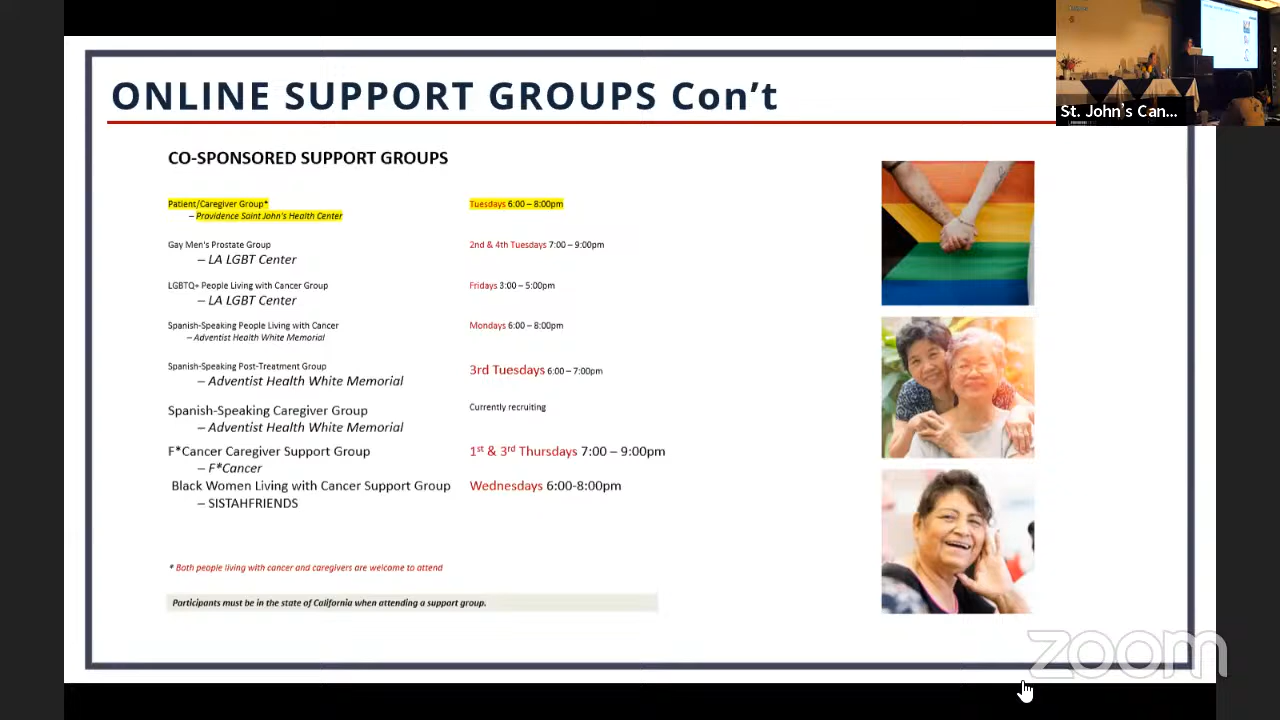 ONLINE SUPPORT GROUPS Con't
St. John's Can...
CO-SPONSORED SUPPORT GROUPS
Patient/Caregiver Group* Tuesdays 6:00 – 8:00pm
– Providence Saint John's Health Center
Gay Men's Prostate Group 2nd & 4th Tuesdays 7:00 – 9:00pm
– LA LGBT Center
LGBTQ+ People Living with Cancer Group Fridays 3:00 – 5:00pm
– LA LGBT Center
Spanish-Speaking People Living with Cancer Mondays 6:00 – 8:00pm
– Adventist Health White Memorial
Spanish-Speaking Post-Treatment Group 3rd Tuesdays 6:00 – 7:00pm
– Adventist Health White Memorial
Spanish-Speaking Caregiver Group Currently recruiting
– Adventist Health White Memorial
F*Cancer Caregiver Support Group 1st & 3rd Thursdays 7:00 – 9:00pm
– F*Cancer
Black Women Living with Cancer Support Group Wednesdays 6:00-8:00pm
– SISTAHFRIENDS
* Both people living with cancer and caregivers are welcome to attend
Participants must be in the state of California when attending a support group.
zoom